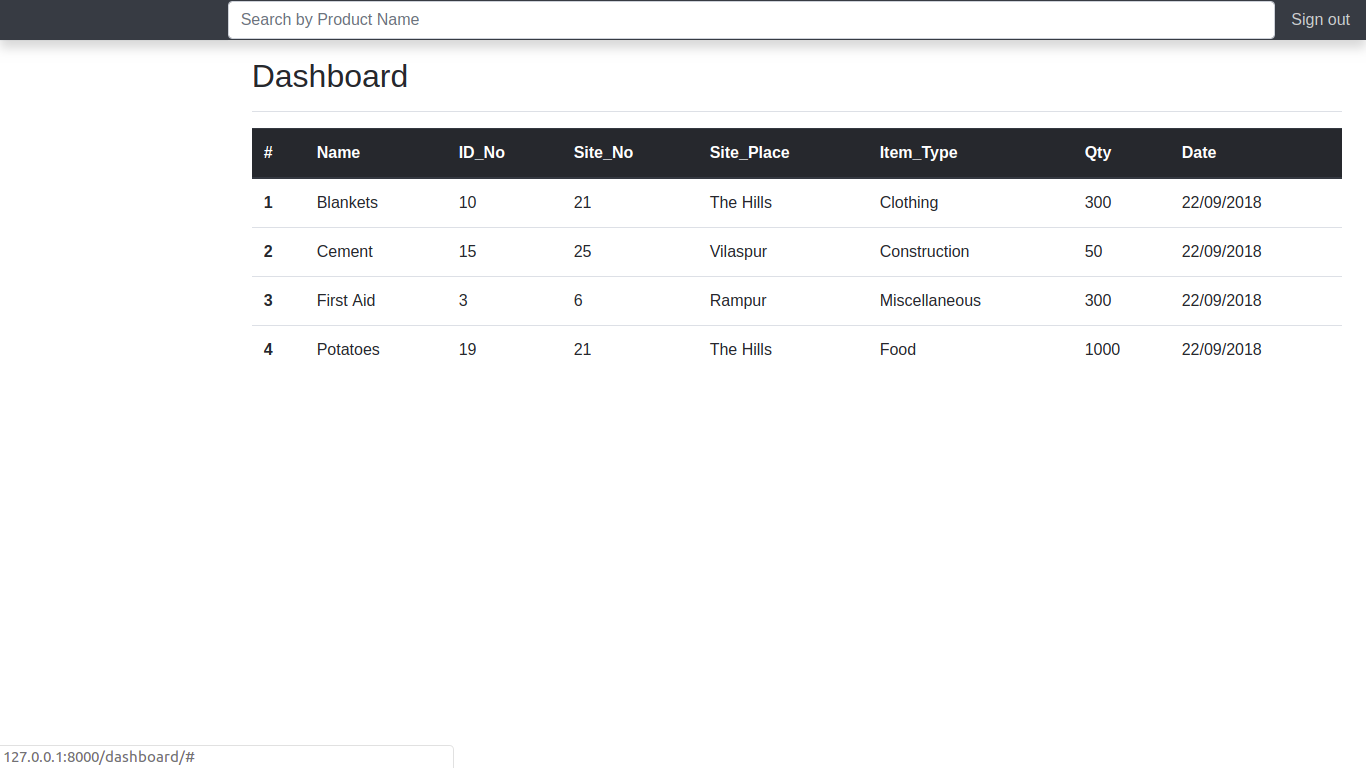 Search by Product Name Sign out
Dashboard
# Name ID_No Site_No Site_Place Item_Type Qty Date
1 Blankets 10 21 The Hills Clothing 300 22/09/2018
2 Cement 15 25 Vilaspur Construction 50 22/09/2018
3 First Aid 3 6 Rampur Miscellaneous 300 22/09/2018
4 Potatoes 19 21 The Hills Food 1000 22/09/2018
127.0.0.1:8000/dashboard/#